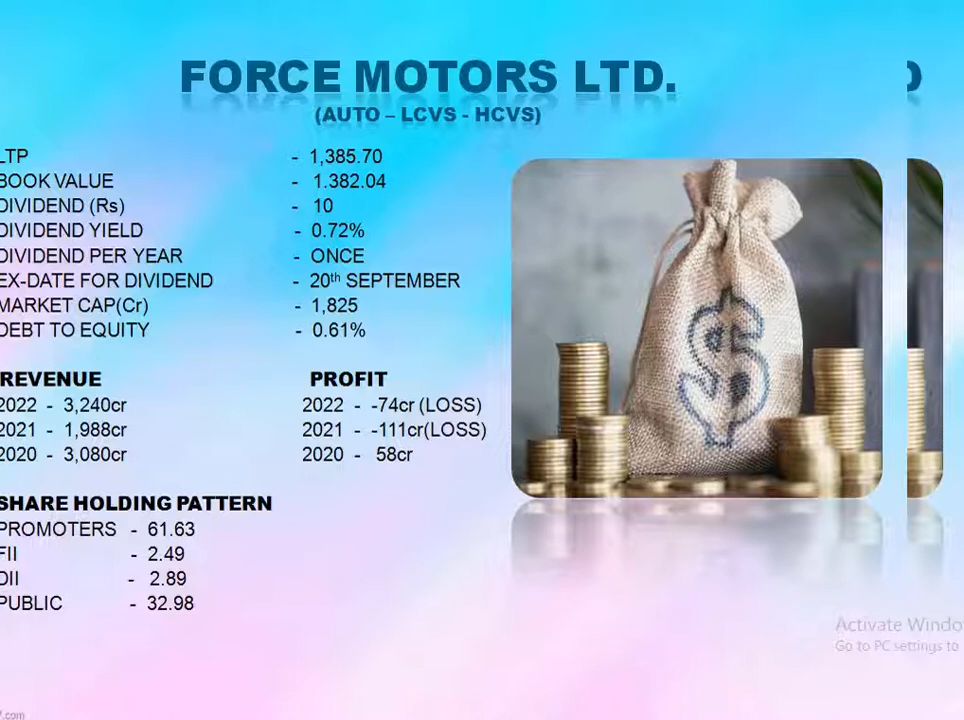 FORCE MOTORS LTD.
(AUTO – LCVS - HCVS)
LTP - 1,385.70
BOOK VALUE - 1.382.04
DIVIDEND (Rs) - 10
DIVIDEND YIELD - 0.72%
DIVIDEND PER YEAR - ONCE
EX-DATE FOR DIVIDEND - 20th SEPTEMBER
MARKET CAP(Cr) - 1,825
DEBT TO EQUITY - 0.61%
REVENUE PROFIT
2022 - 3,240cr 2022 - -74cr (LOSS)
2021 - 1,988cr 2021 - -111cr(LOSS)
2020 - 3,080cr 2020 - 58cr
SHARE HOLDING PATTERN
PROMOTERS - 61.63
FII - 2.49
DII - 2.89
PUBLIC - 32.98
Activate Windo
Go to PC settings to
.com